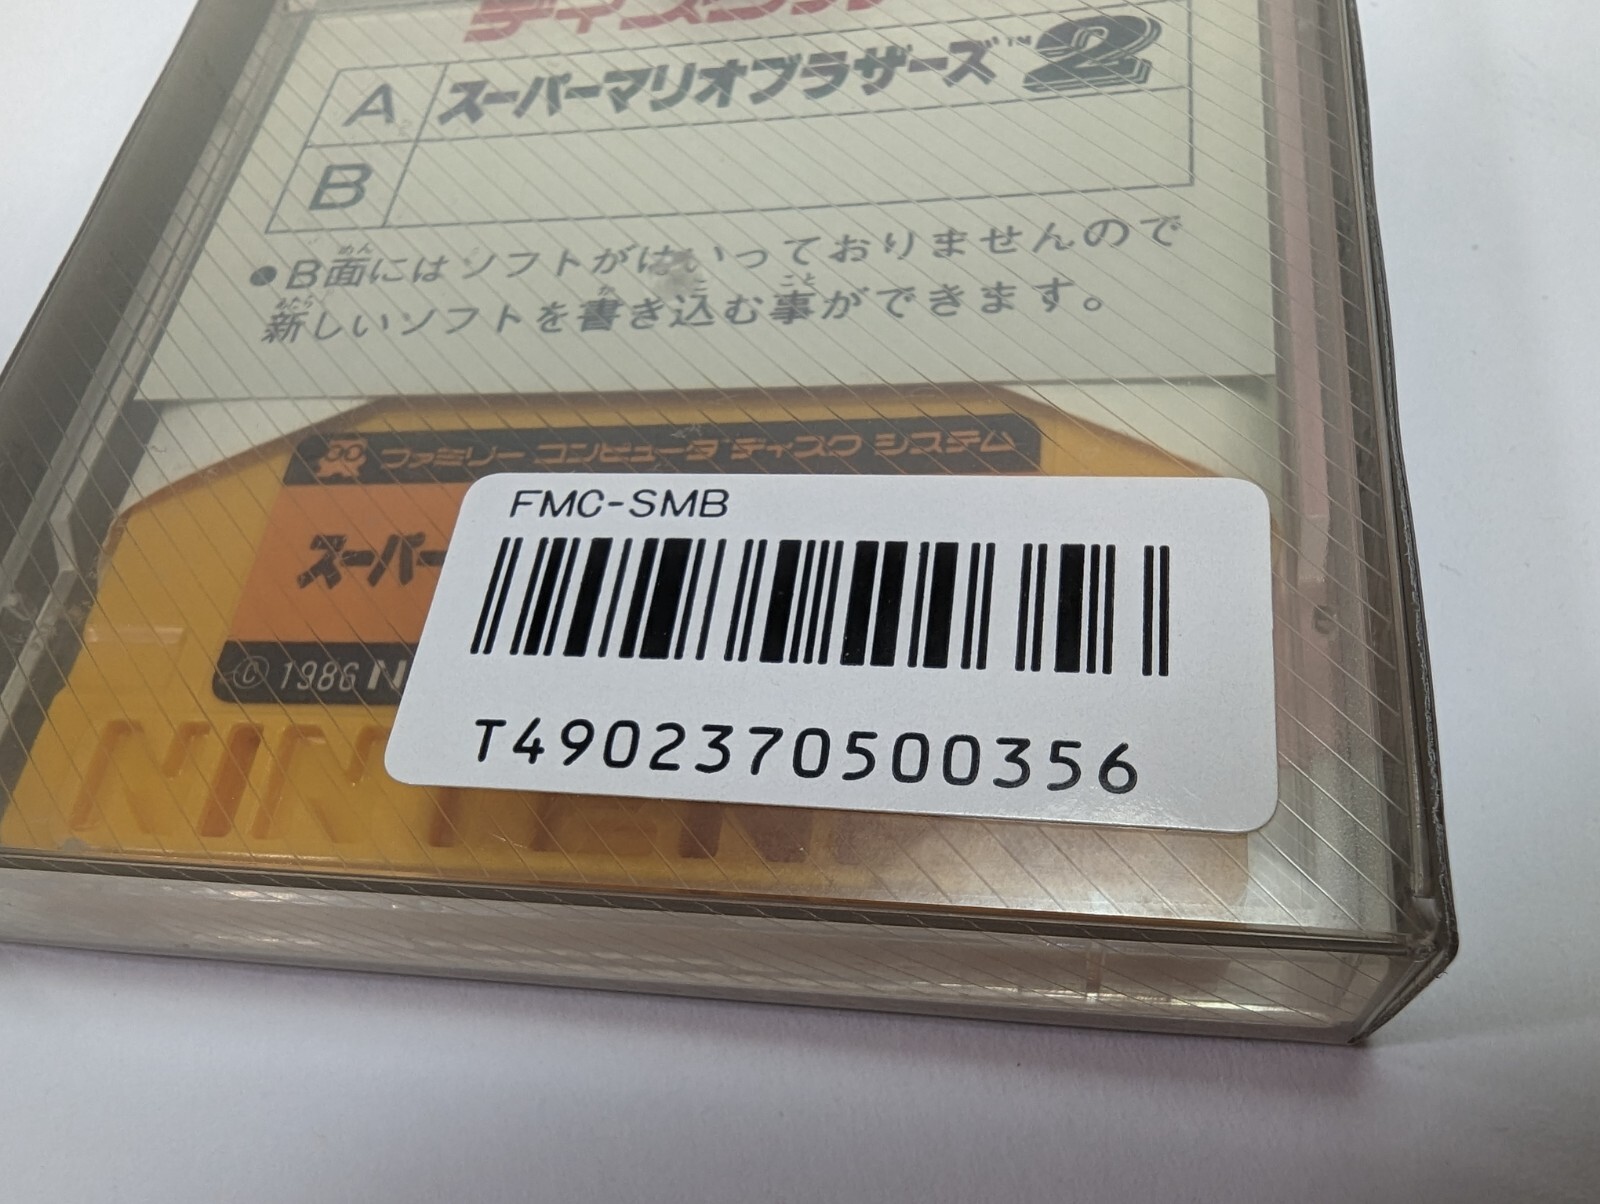 A スーパーマリオブラザーズ™2
B
●B面にはソフトがはいっておりませんので
新しいソフトを書き込む事ができます。
ファミリー コンピュータ ディスク システム
スーパー
FMC-SMB
© 1986 N
T4902370500356
NINTEN